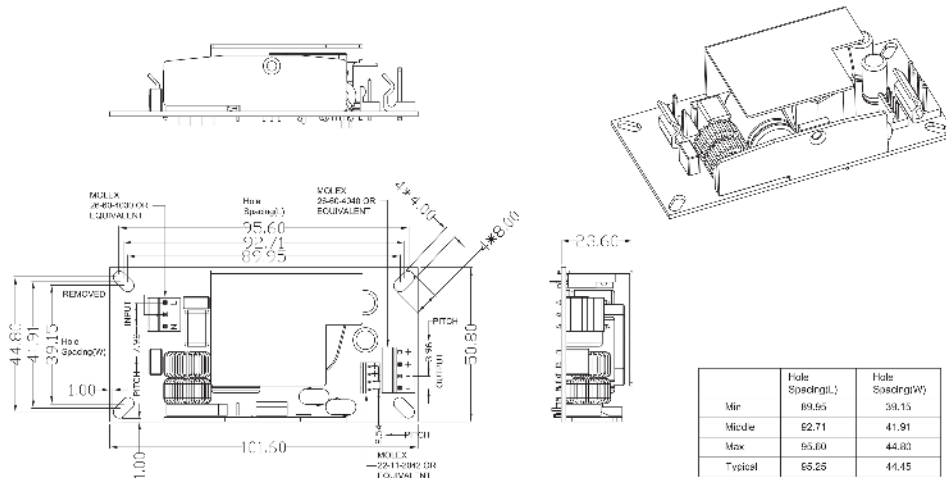 MOLEX
26-60-4030 OR
EQUIVALENT
Hole
Spacing(L)
MOLEX
26-60-4040 OR
EQUIVALENT
4*4.00
4*8.00
95.60
92.71
89.95
23.60
REMOVED
INPUT
L
N
PITCH 7.92
PITCH
3.96
OUTPUT
+
+
-
-
44.80
41.91
39.15
Hole
Spacing(W)
1.00
50.80
101.60
1.00
PITCH
MOLEX
22-11-2042 OR
EQUIVALENT
Hole Spacing(L) Hole Spacing(W)
Min 89.95 39.15
Middle 92.71 41.91
Max 95.60 44.80
Typical 95.25 44.45